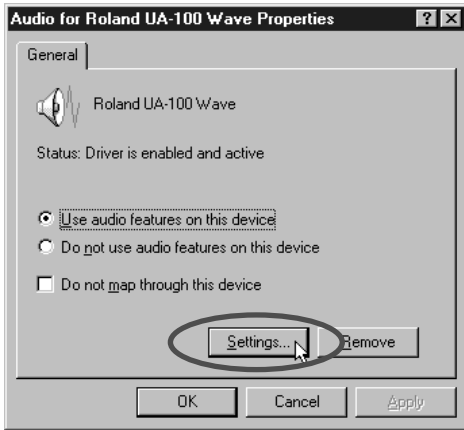 Audio for Roland UA-100 Wave Properties
General
Roland UA-100 Wave
Status: Driver is enabled and active
Use audio features on this device
Do not use audio features on this device
Do not map through this device
Settings... Remove
OK Cancel Apply